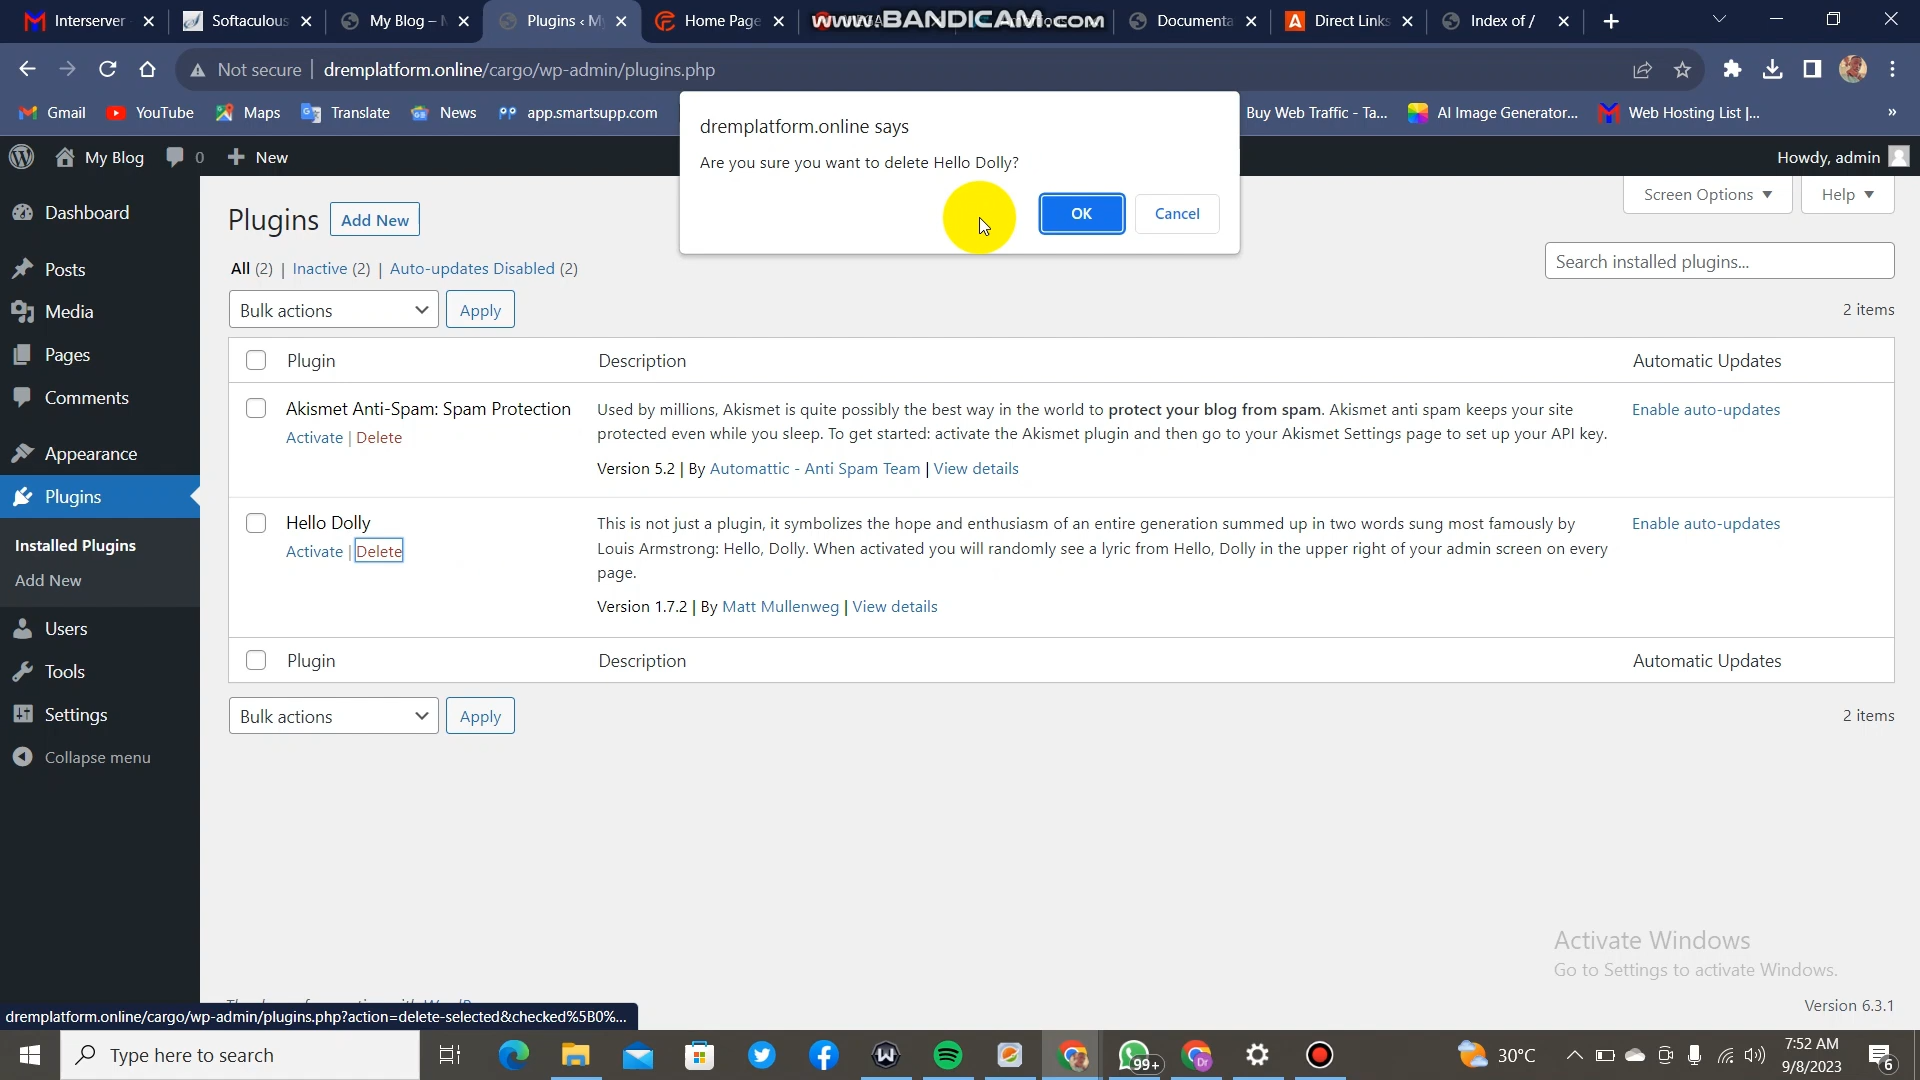 Interserver
Softaculous
My Blog –
Plugins ‹ M
Home Page
www.BANDICAM.com
Documenta
Direct Links
Index of /
Not secure
dremplatform.online/cargo/wp-admin/plugins.php
Gmail
YouTube
Maps
Translate
News
app.smartsupp.com
Buy Web Traffic - Ta...
AI Image Generator...
Web Hosting List |...
»
dremplatform.online says
Are you sure you want to delete Hello Dolly?
OK
Cancel
My Blog
0
New
Howdy, admin
Screen Options
Help
Dashboard
Posts
Media
Pages
Comments
Appearance
Plugins
Installed Plugins
Add New
Users
Tools
Settings
Collapse menu
Plugins
Add New
All (2) | Inactive (2) | Auto-updates Disabled (2)
Search installed plugins...
Bulk actions
Apply
2 items
Plugin
Description
Automatic Updates
Akismet Anti-Spam: Spam Protection
Activate | Delete
Used by millions, Akismet is quite possibly the best way in the world to protect your blog from spam. Akismet anti spam keeps your site
protected even while you sleep. To get started: activate the Akismet plugin and then go to your Akismet Settings page to set up your API key.
Version 5.2 | By Automattic - Anti Spam Team | View details
Enable auto-updates
Hello Dolly
Activate | Delete
This is not just a plugin, it symbolizes the hope and enthusiasm of an entire generation summed up in two words sung most famously by
Louis Armstrong: Hello, Dolly. When activated you will randomly see a lyric from Hello, Dolly in the upper right of your admin screen on every
page.
Version 1.7.2 | By Matt Mullenweg | View details
Enable auto-updates
Plugin
Description
Automatic Updates
Bulk actions
Apply
2 items
Activate Windows
Go to Settings to activate Windows.
Version 6.3.1
dremplatform.online/cargo/wp-admin/plugins.php?action=delete-selected&checked%5B0%...
Type here to search
99+
Dr
30°C
7:52 AM
9/8/2023
6